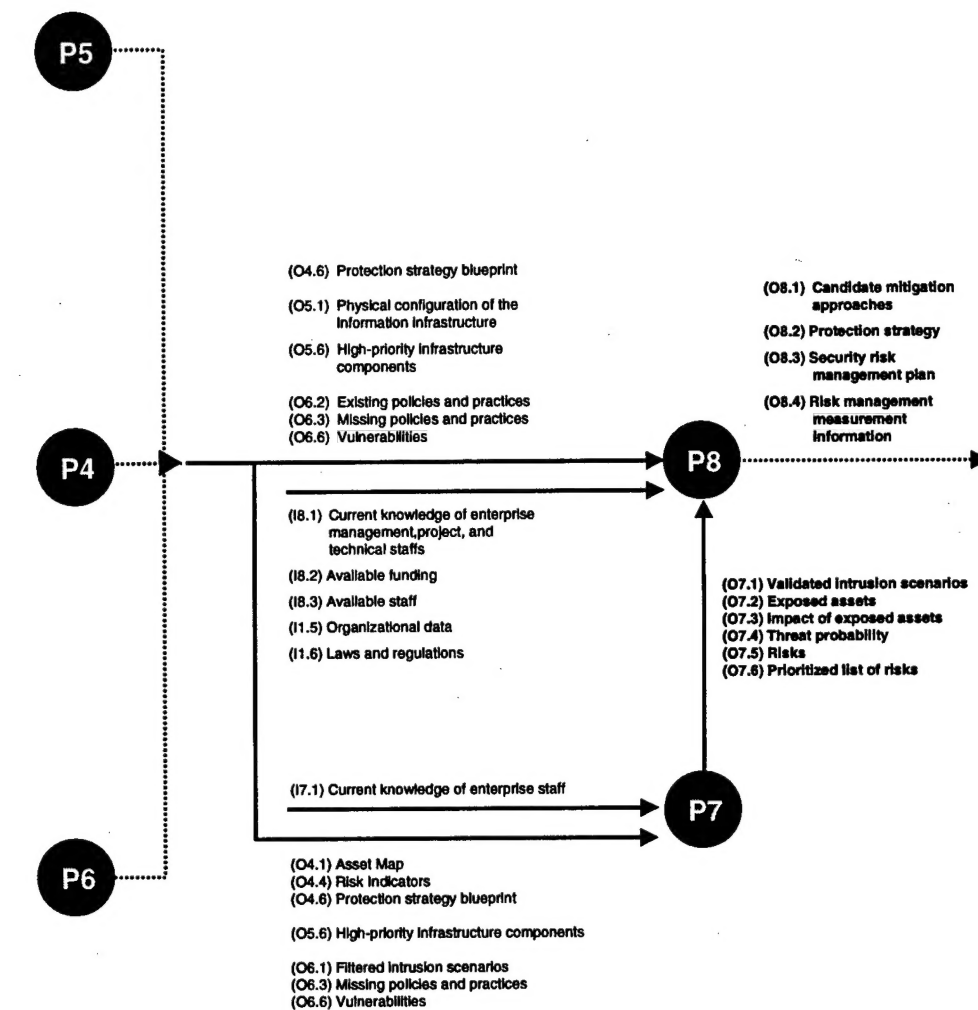 P5
(O4.6) Protection strategy blueprint
(O5.1) Physical configuration of the
Information infrastructure
(O5.6) High-priority infrastructure
components
(O6.2) Existing policies and practices
(O6.3) Missing policies and practices
(O6.6) Vulnerabilities
(O8.1) Candidate mitigation
approaches
(O8.2) Protection strategy
(O8.3) Security risk
management plan
(O8.4) Risk management
measurement
information
P4
P8
(I8.1) Current knowledge of enterprise
management,project, and
technical staffs
(I8.2) Available funding
(I8.3) Available staff
(I1.5) Organizational data
(I1.6) Laws and regulations
(O7.1) Validated intrusion scenarios
(O7.2) Exposed assets
(O7.3) Impact of exposed assets
(O7.4) Threat probability
(O7.5) Risks
(O7.6) Prioritized list of risks
(I7.1) Current knowledge of enterprise staff
P7
P6
(O4.1) Asset Map
(O4.4) Risk Indicators
(O4.6) Protection strategy blueprint
(O5.6) High-priority infrastructure components
(O6.1) Filtered intrusion scenarios
(O6.3) Missing policies and practices
(O6.6) Vulnerabilities